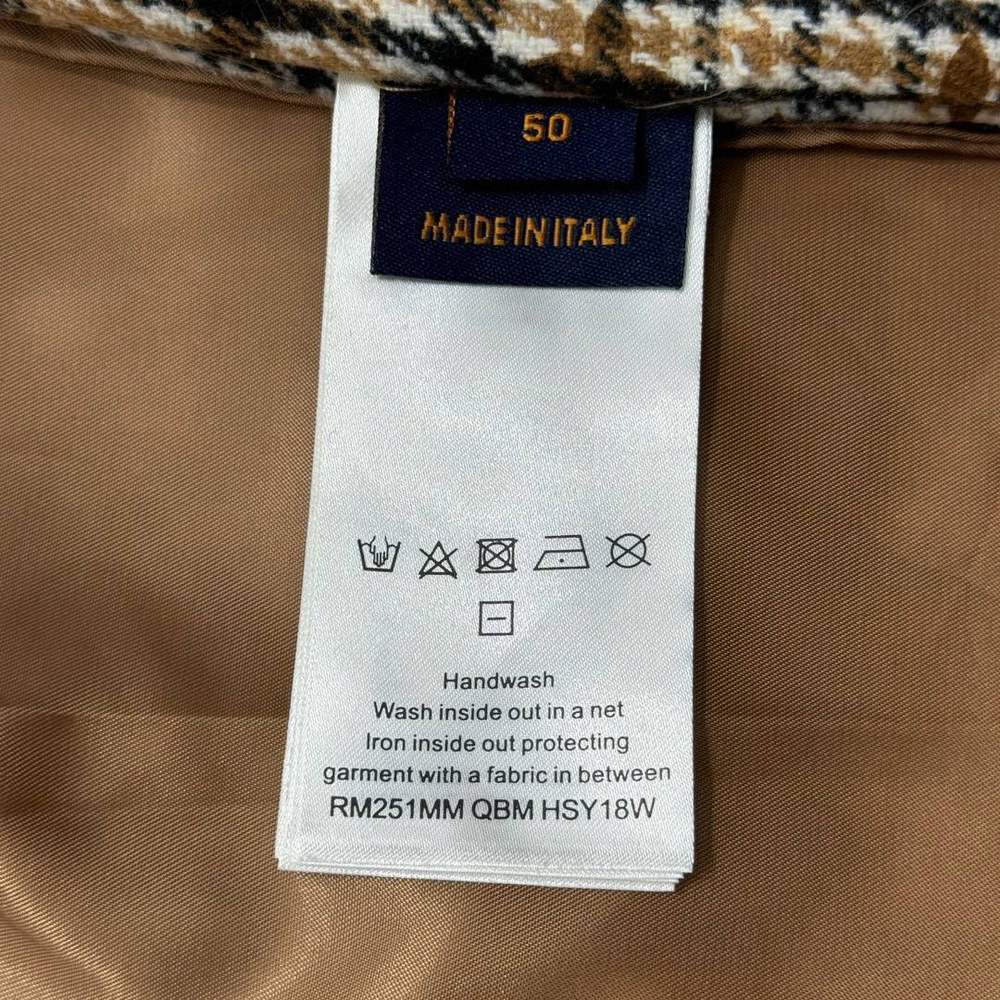 50
MADE IN ITALY
Handwash
Wash inside out in a net
Iron inside out protecting
garment with a fabric in between
RM251MM QBM HSY18W